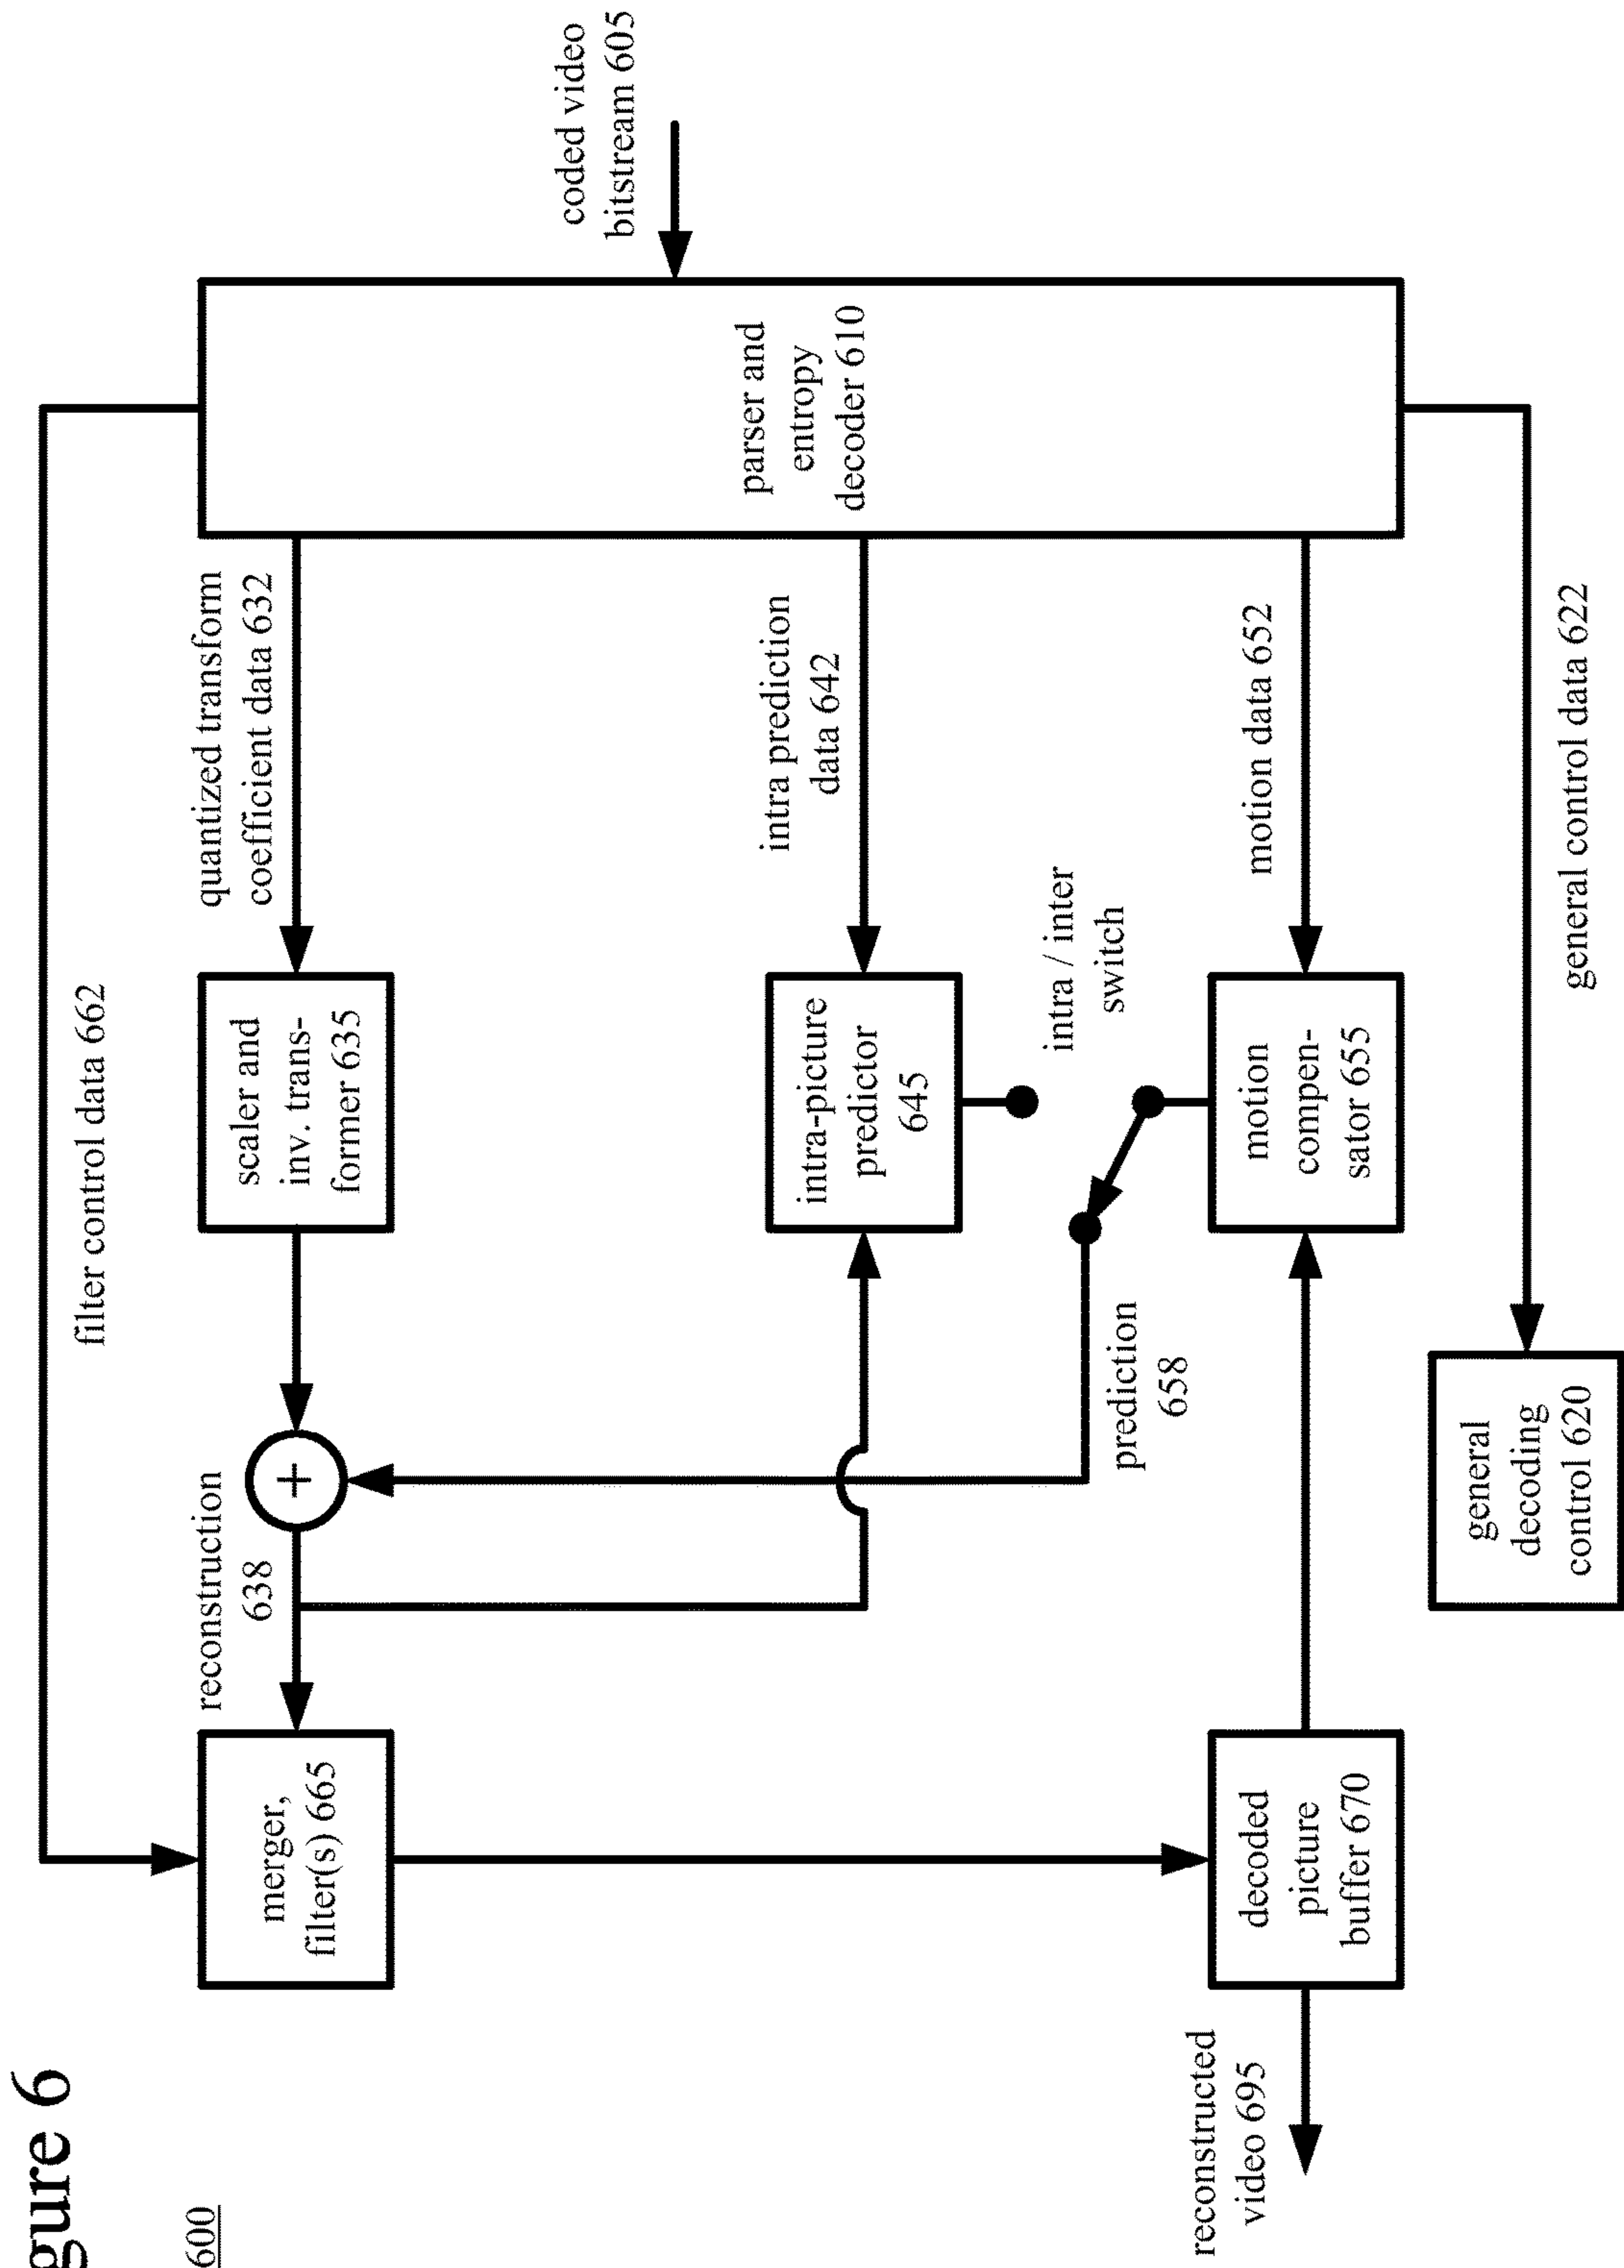 gure 6
600
filter control data 662
merger,
filter(s) 665
reconstruction
638
+
scaler and
inv. trans-
former 635
quantized transform
coefficient data 632
coded video
bitstream 605
parser and
entropy
decoder 610
intra-picture
predictor
645
intra prediction
data 642
intra / inter
switch
prediction
658
reconstructed
video 695
decoded
picture
buffer 670
motion
compen-
sator 655
motion data 652
general
decoding
control 620
general control data 622